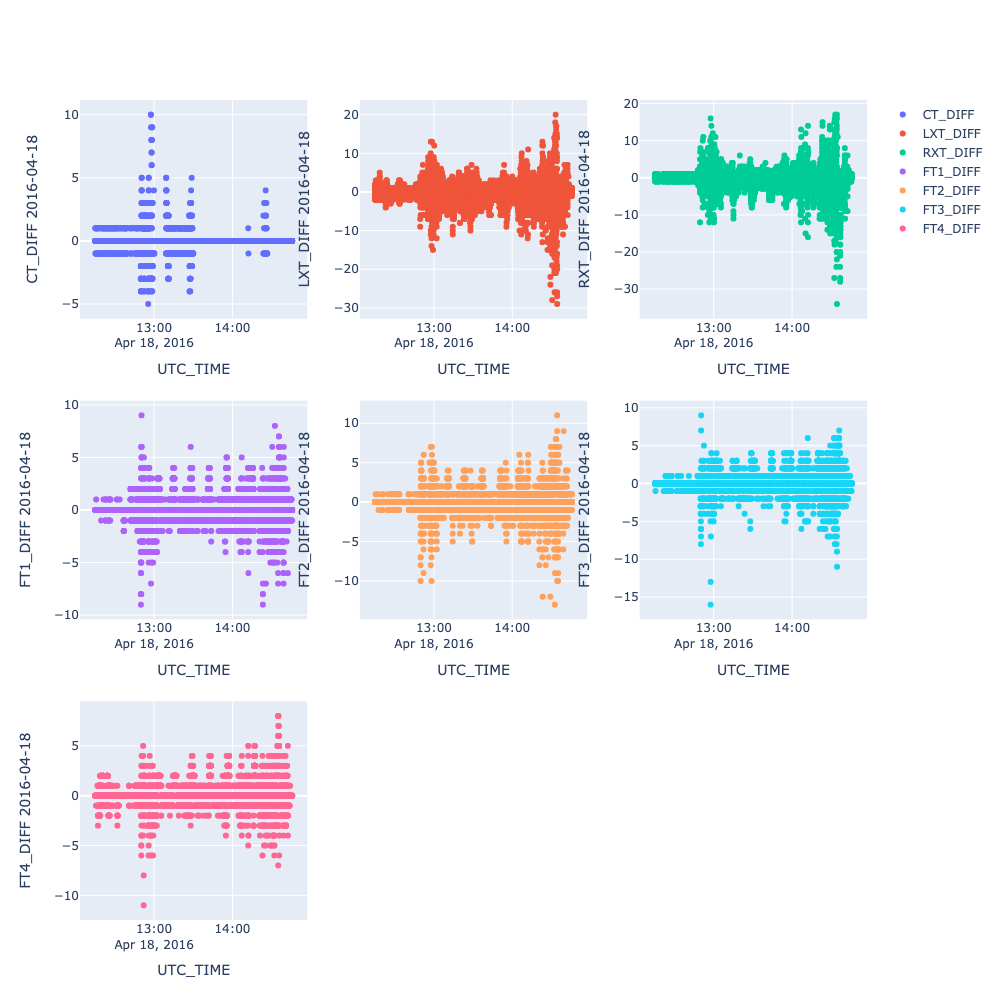 CT_DIFF
LXT_DIFF
RXT_DIFF
FT1_DIFF
FT2_DIFF
FT3_DIFF
FT4_DIFF
CT_DIFF 2016-04-18
10
5
0
−5
13:00
14:00
Apr 18, 2016
UTC_TIME
LXT_DIFF 2016-04-18
20
10
0
−10
−20
−30
13:00
14:00
Apr 18, 2016
UTC_TIME
RXT_DIFF 2016-04-18
20
10
0
−10
−20
−30
13:00
14:00
Apr 18, 2016
UTC_TIME
FT1_DIFF 2016-04-18
10
5
0
−5
−10
13:00
14:00
Apr 18, 2016
UTC_TIME
FT2_DIFF 2016-04-18
10
5
0
−5
−10
13:00
14:00
Apr 18, 2016
UTC_TIME
FT3_DIFF 2016-04-18
10
5
0
−5
−10
−15
13:00
14:00
Apr 18, 2016
UTC_TIME
FT4_DIFF 2016-04-18
5
0
−5
−10
13:00
14:00
Apr 18, 2016
UTC_TIME